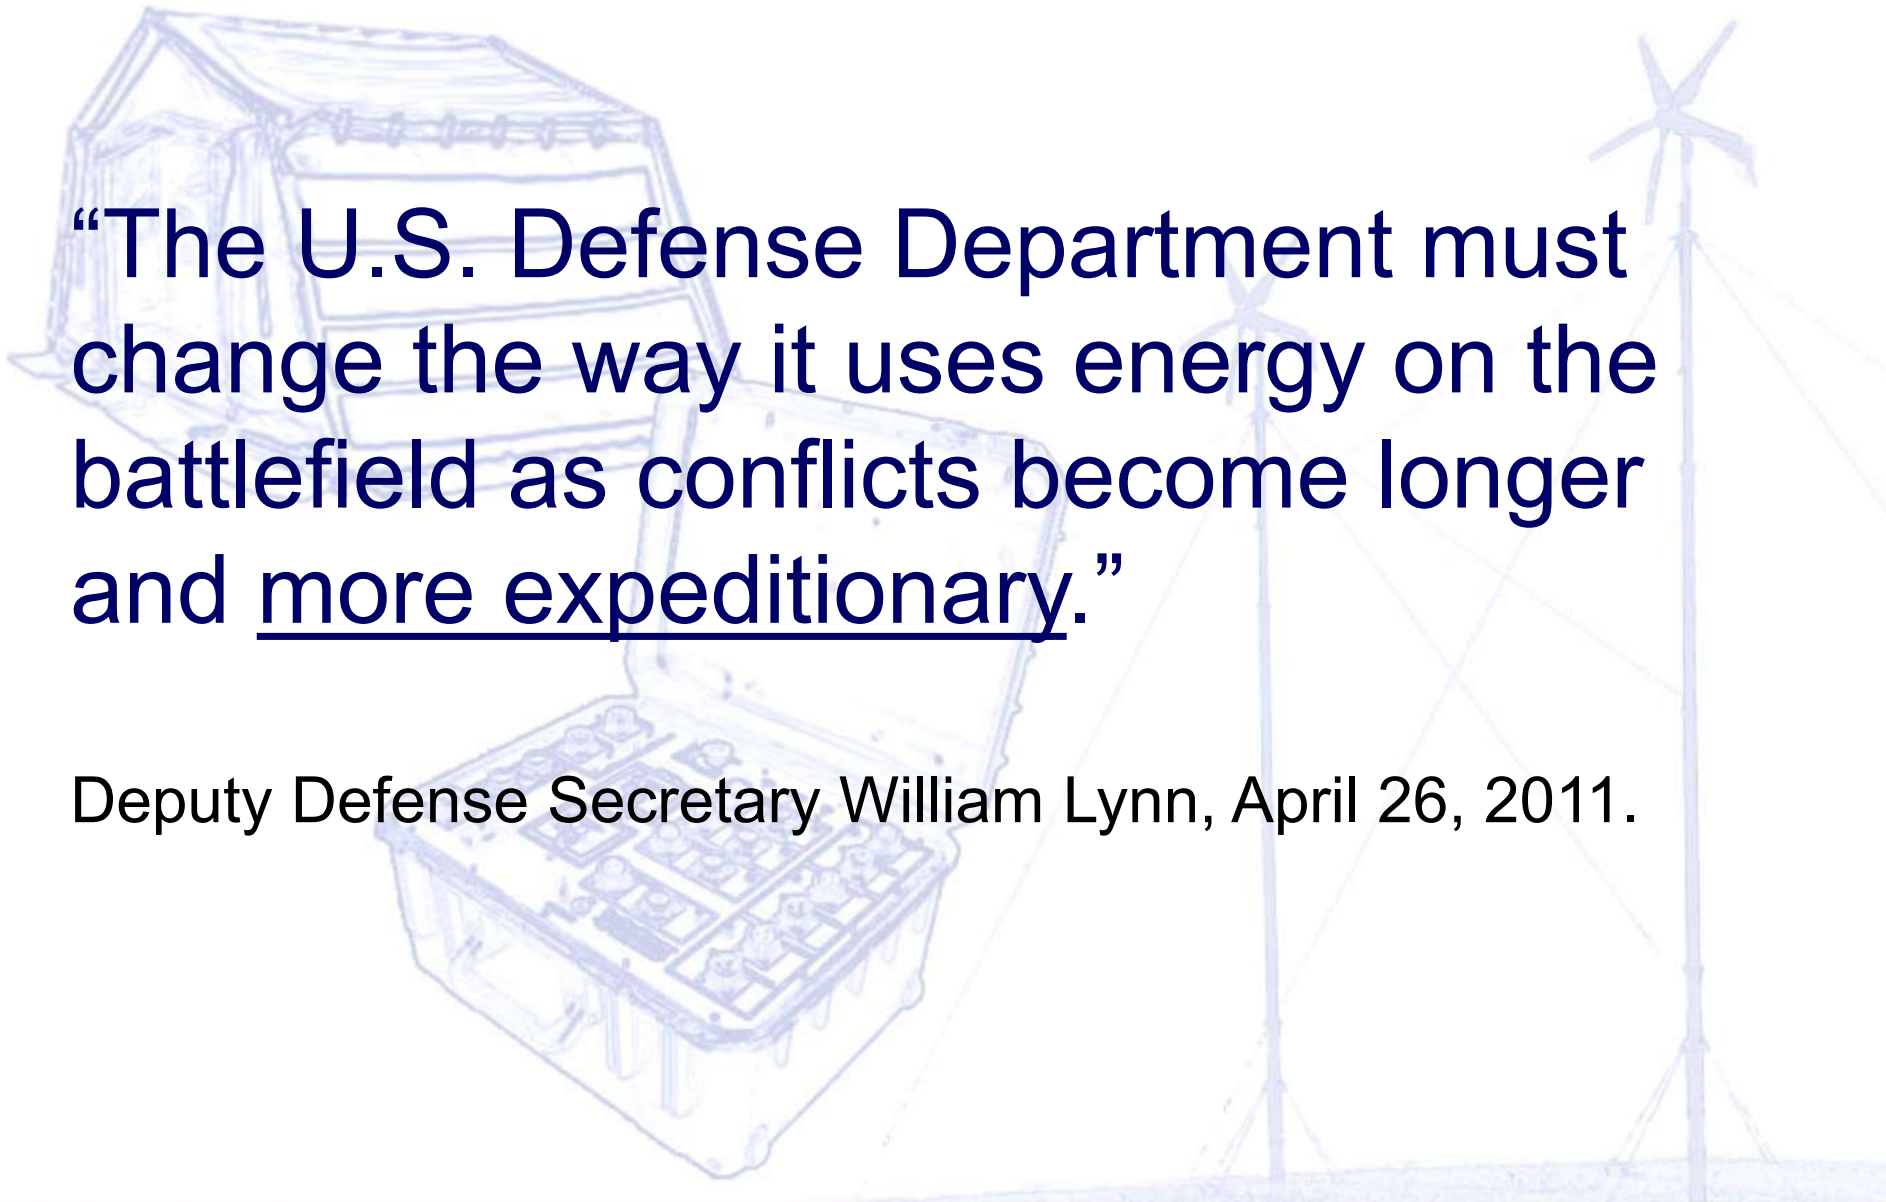 “The U.S. Defense Department must
change the way it uses energy on the
battlefield as conflicts become longer
and more expeditionary.”
Deputy Defense Secretary William Lynn, April 26, 2011.